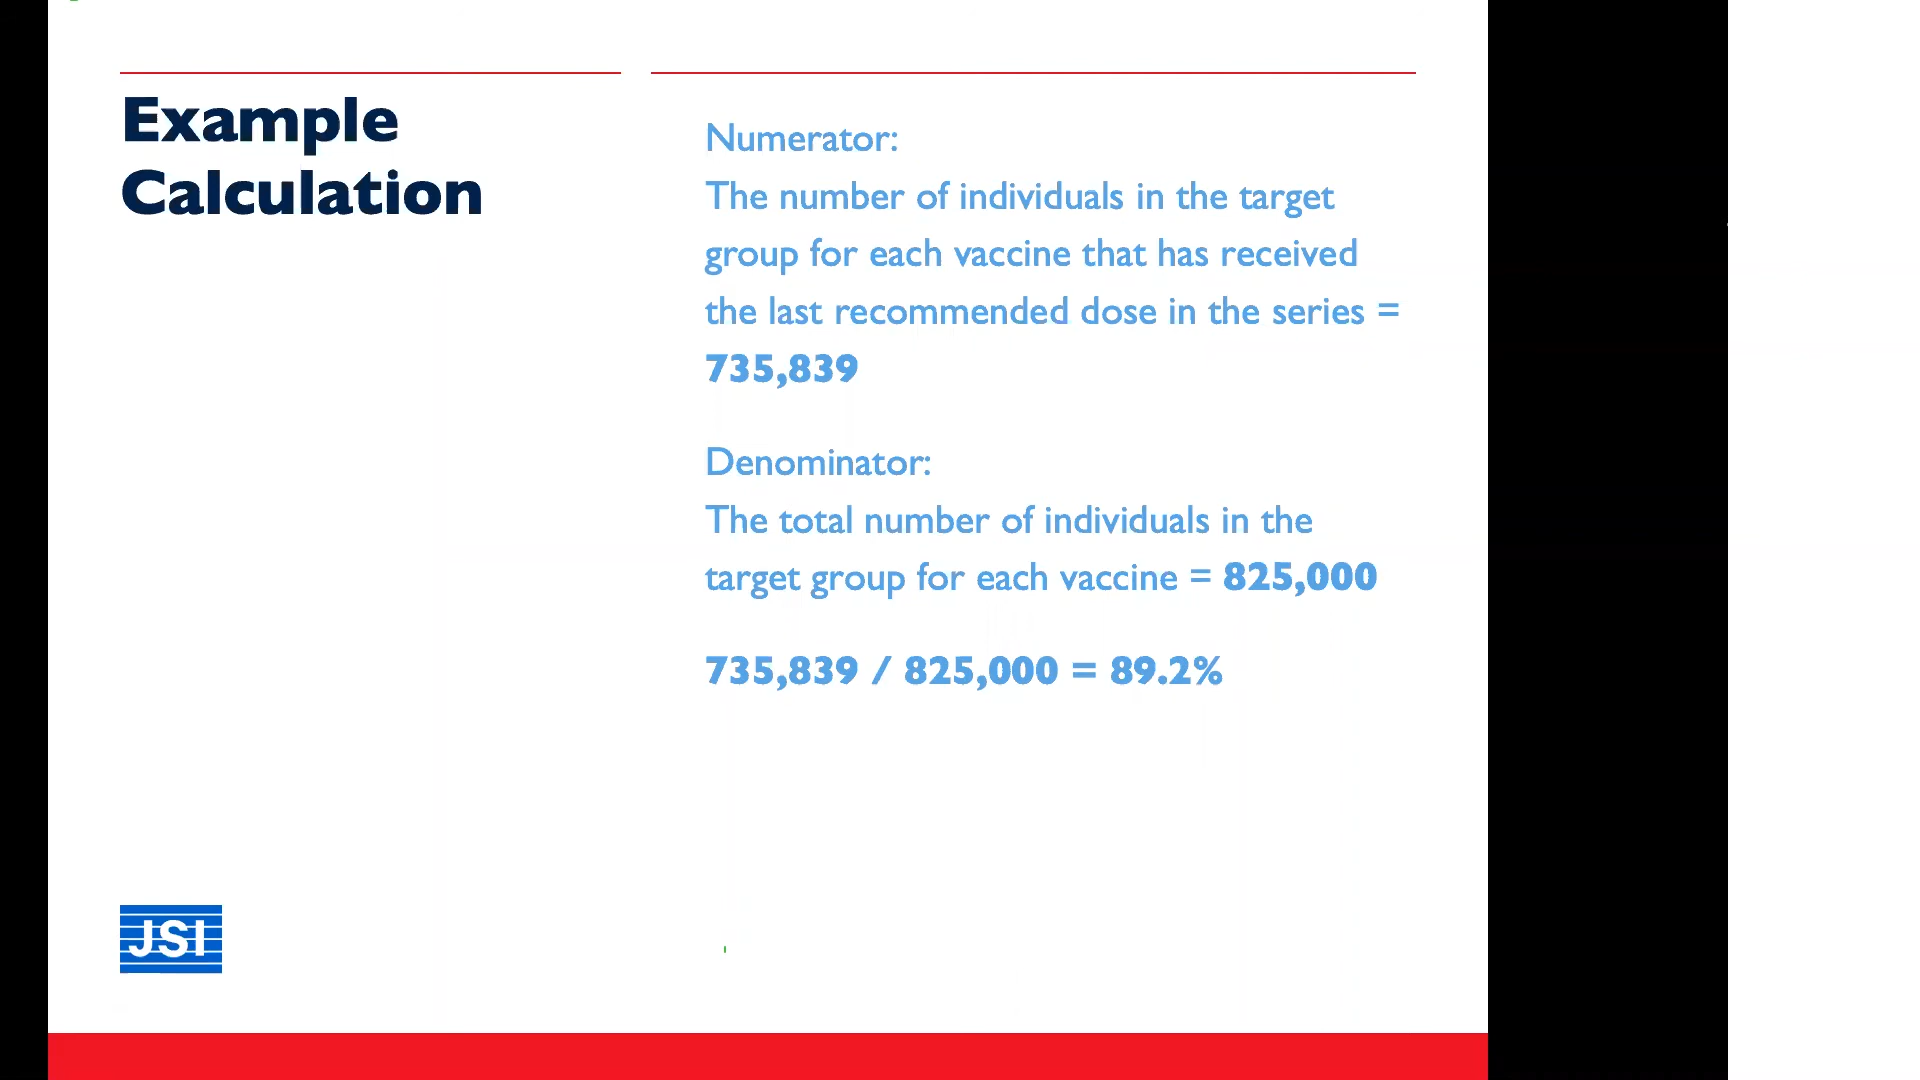 Example
Calculation
Numerator:
The number of individuals in the target
group for each vaccine that has received
the last recommended dose in the series =
735,839
Denominator:
The total number of individuals in the
target group for each vaccine = 825,000
735,839 / 825,000 = 89.2%
JSI